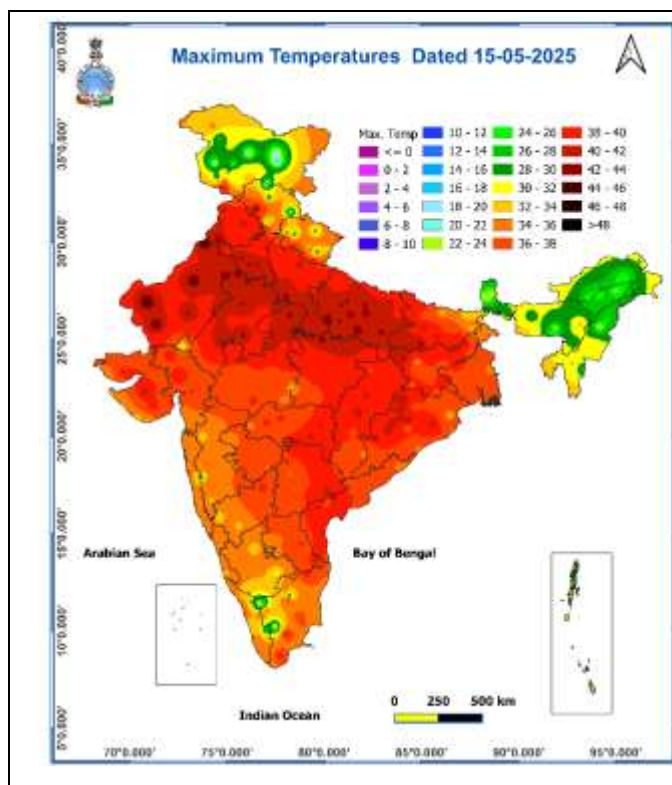 Maximum Temperatures Dated 15-05-2025
Max. Temp
<= 0
0 - 2
2 - 4
4 - 6
6 - 8
8 - 10
10 - 12
12 - 14
14 - 16
16 - 18
18 - 20
20 - 22
22 - 24
24 - 26
26 - 28
28 - 30
30 - 32
32 - 34
34 - 36
36 - 38
38 - 40
40 - 42
42 - 44
44 - 46
46 - 48
>48
40°0.000'
35°0.000'
30°0.000'
25°0.000'
20°0.000'
15°0.000'
10°0.000'
5°0.000'
Arabian Sea
Bay of Bengal
Indian Ocean
0 250 500 km
70°0.000' 75°0.000' 80°0.000' 85°0.000' 90°0.000' 95°0.000'